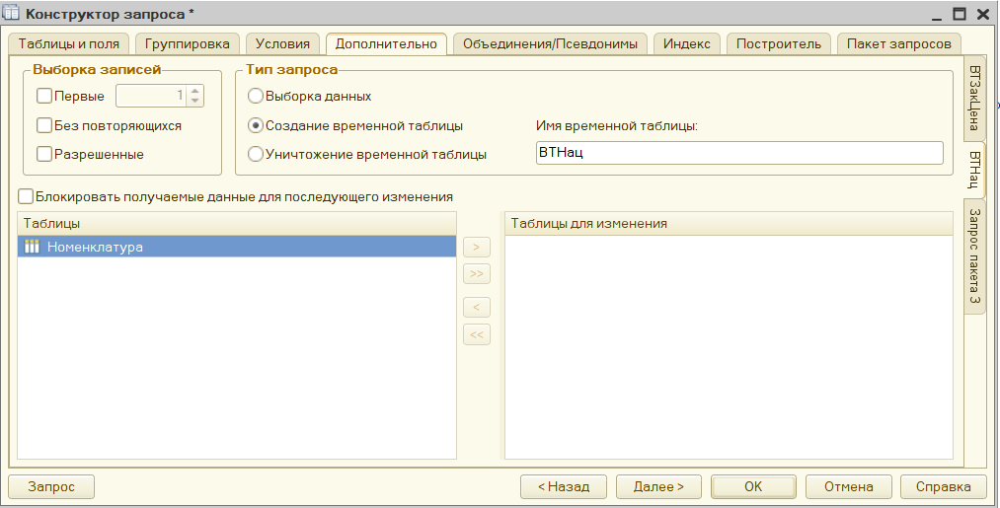 Конструктор запроса *
Таблицы и поля Группировка Условия Дополнительно Объединения/Псевдонимы Индекс Построитель Пакет запросов
Выборка записей
Первые 1
Без повторяющихся
Разрешенные
Тип запроса
Выборка данных
Создание временной таблицы
Уничтожение временной таблицы
Имя временной таблицы:
ВТНац
Блокировать получаемые данные для последующего изменения
Таблицы
Номенклатура
>
>>
<
<<
Таблицы для изменения
ВТЗакЦена
ВТНац
Запрос пакета 3
Запрос < Назад Далее > OK Отмена Справка